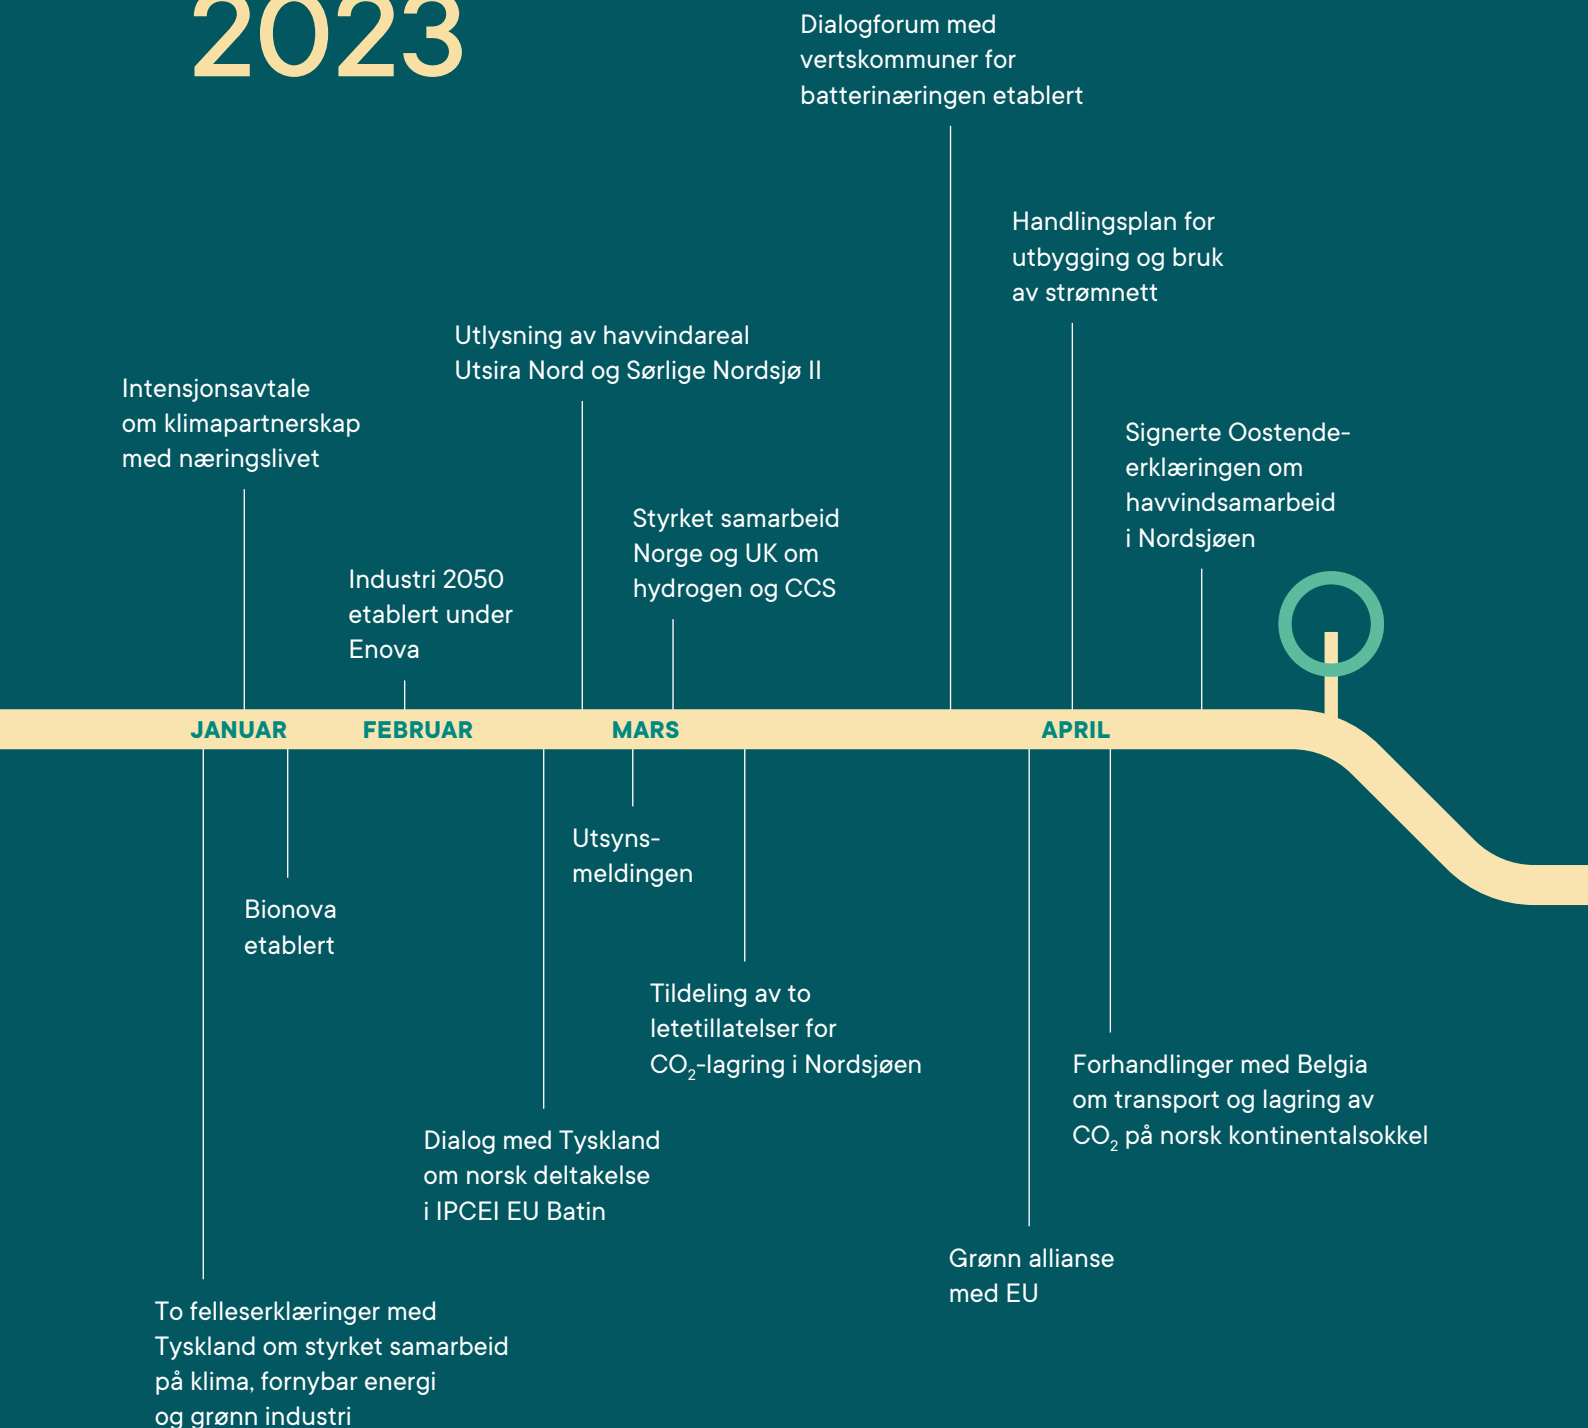 2023
Dialogforum med
vertskommuner for
batterinæringen etablert
Handlingsplan for
utbygging og bruk
av strømnett
Utlysning av havvindareal
Utsira Nord og Sørlige Nordsjø II
Intensjonsavtale
om klimapartnerskap
med næringslivet
Signerte Oostende-
erklæringen om
havvindsamarbeid
i Nordsjøen
Styrket samarbeid
Norge og UK om
hydrogen og CCS
Industri 2050
etablert under
Enova
JANUAR
FEBRUAR
MARS
APRIL
Utsyns-
meldingen
Bionova
etablert
Tildeling av to
letetillatelser for
CO₂-lagring i Nordsjøen
Forhandlinger med Belgia
om transport og lagring av
CO₂ på norsk kontinentalsokkel
Dialog med Tyskland
om norsk deltakelse
i IPCEI EU Batin
Grønn allianse
med EU
To felleserklæringer med
Tyskland om styrket samarbeid
på klima, fornybar energi
og grønn industri